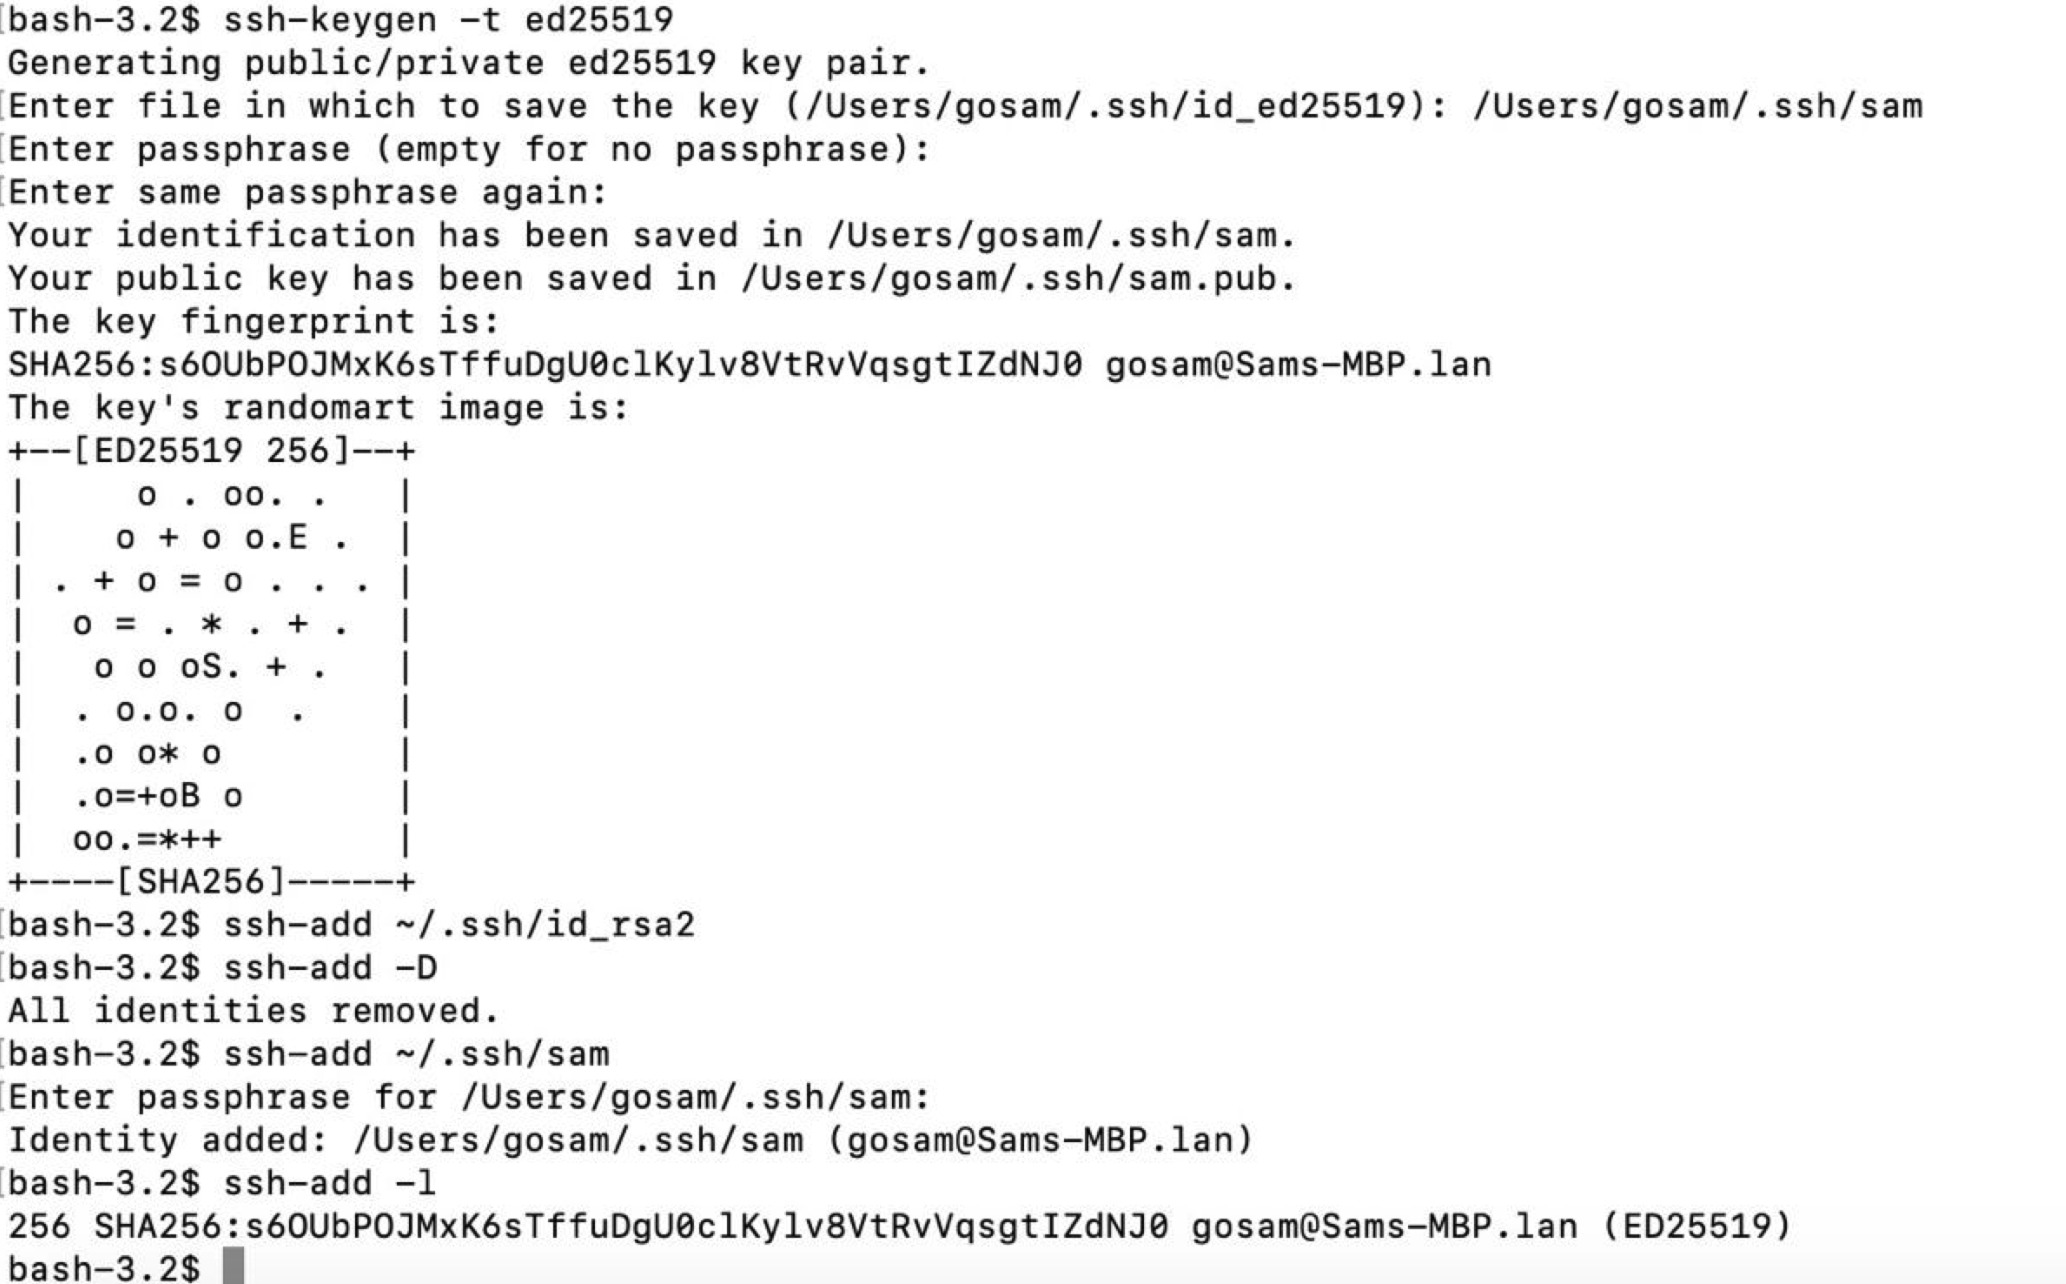 bash-3.2$ ssh-keygen -t ed25519
Generating public/private ed25519 key pair.
Enter file in which to save the key (/Users/gosam/.ssh/id_ed25519): /Users/gosam/.ssh/sam
Enter passphrase (empty for no passphrase):
Enter same passphrase again:
Your identification has been saved in /Users/gosam/.ssh/sam.
Your public key has been saved in /Users/gosam/.ssh/sam.pub.
The key fingerprint is:
SHA256:s6OUbPOJMxK6sTffuDgU0clKylv8VtRvVqsgtIZdNJ0 gosam@Sams-MBP.lan
The key's randomart image is:
+--[ED25519 256]--+
|     o . oo. .   |
|    o + o o.E .  |
| . + o = o . . . |
|  o = . * . + .  |
|   o o oS. + .   |
|  . o.o. o  .    |
|  .o o* o        |
|  .o=+oB o       |
|  oo.=*++        |
+----[SHA256]-----+
bash-3.2$ ssh-add ~/.ssh/id_rsa2
bash-3.2$ ssh-add -D
All identities removed.
bash-3.2$ ssh-add ~/.ssh/sam
Enter passphrase for /Users/gosam/.ssh/sam:
Identity added: /Users/gosam/.ssh/sam (gosam@Sams-MBP.lan)
bash-3.2$ ssh-add -l
256 SHA256:s6OUbPOJMxK6sTffuDgU0clKylv8VtRvVqsgtIZdNJ0 gosam@Sams-MBP.lan (ED25519)
bash-3.2$